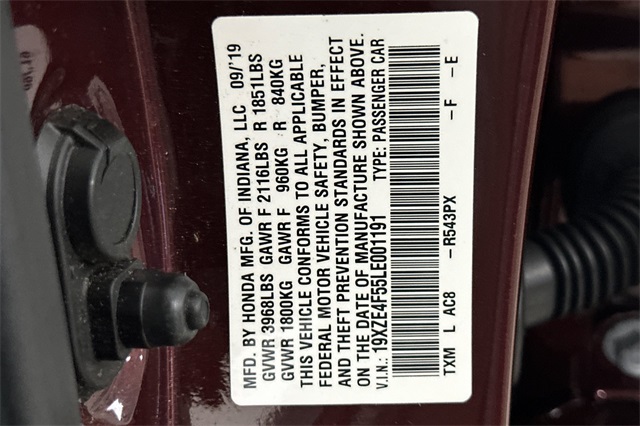 MFD. BY HONDA MFG. OF INDIANA, LLC 09/'19
GVWR 3968LBS GAWR F 2116LBS R 1851LBS
GVWR 1800KG GAWR F 960KG R 840KG
THIS VEHICLE CONFORMS TO ALL APPLICABLE
FEDERAL MOTOR VEHICLE SAFETY, BUMPER,
AND THEFT PREVENTION STANDARDS IN EFFECT
ON THE DATE OF MANUFACTURE SHOWN ABOVE.
V.I.N.: 19XZE4F55LE001191 TYPE: PASSENGER CAR
TXM L AC8 -R543PX -F -E